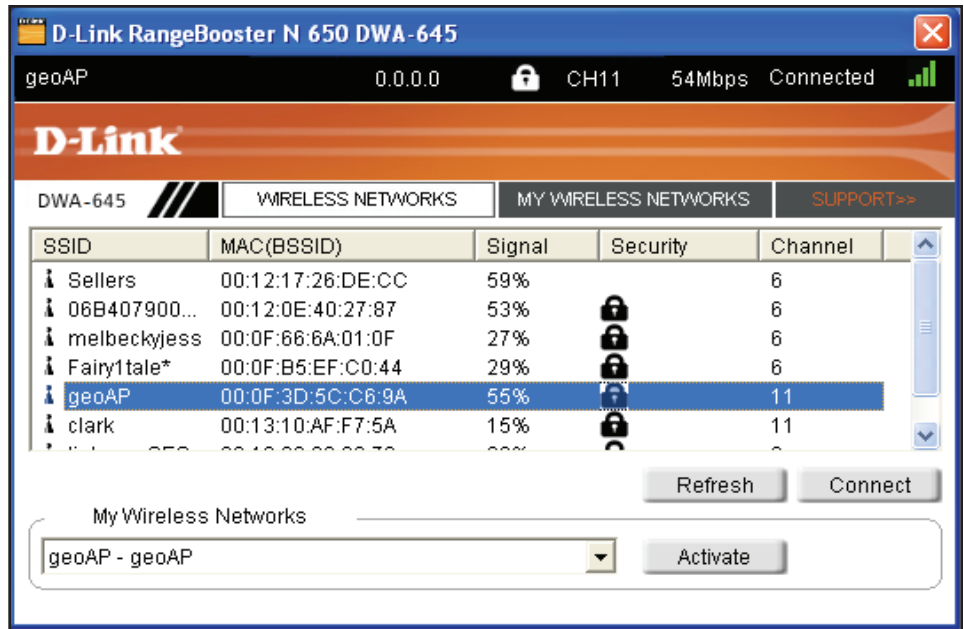 D-Link RangeBooster N 650 DWA-645
geoAP 0.0.0.0 CH11 54Mbps Connected
D-Link
DWA-645 WIRELESS NETWORKS MY WIRELESS NETWORKS SUPPORT>>
SSID MAC(BSSID) Signal Security Channel
Sellers 00:12:17:26:DE:CC 59% 6
06B407900... 00:12:0E:40:27:87 53% 6
melbeckyjess 00:0F:66:6A:01:0F 27% 6
Fairy1tale* 00:0F:B5:EF:C0:44 29% 6
geoAP 00:0F:3D:5C:C6:9A 55% 11
clark 00:13:10:AF:F7:5A 15% 11
Refresh Connect
My Wireless Networks
geoAP - geoAP Activate